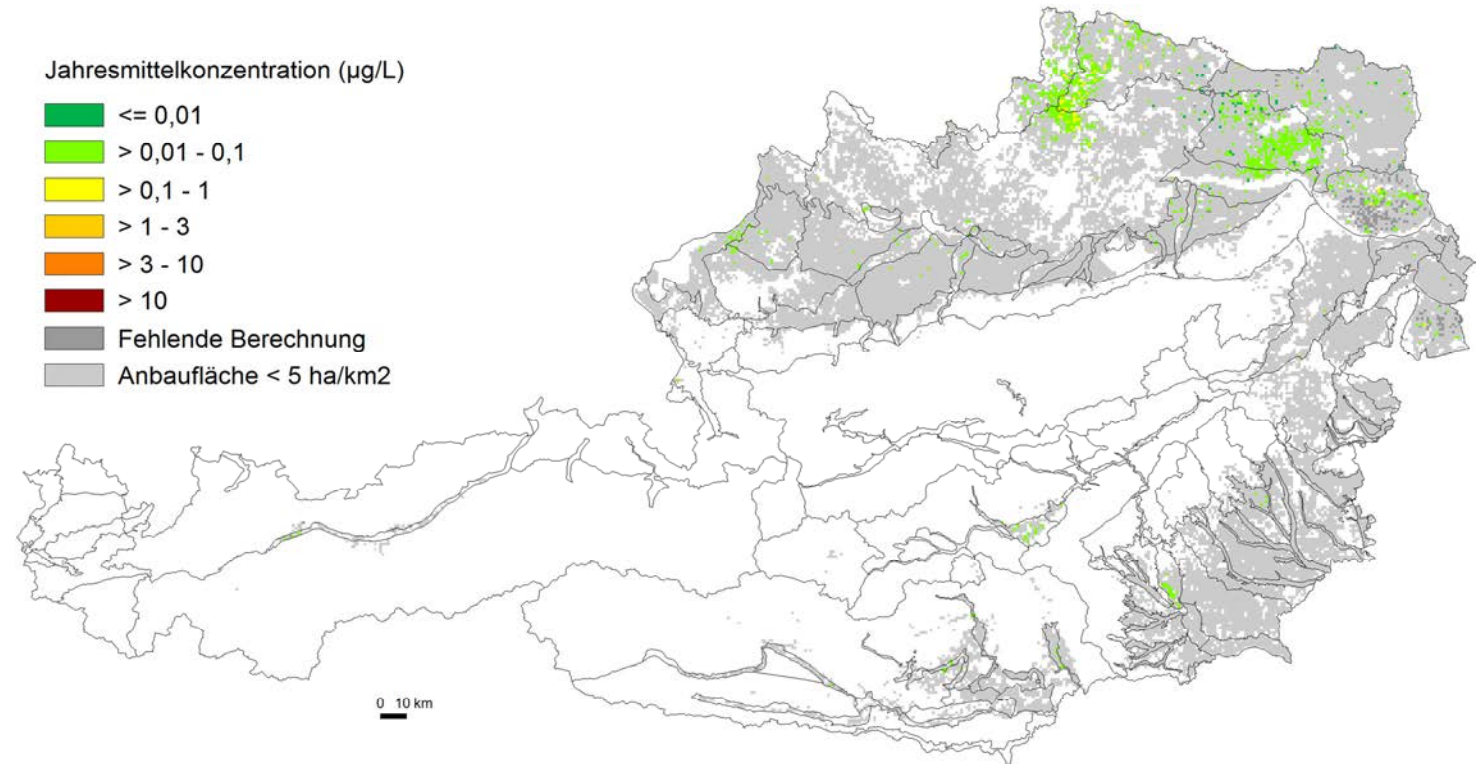 Jahresmittelkonzentration (µg/L)
<= 0,01
> 0,01 - 0,1
> 0,1 - 1
> 1 - 3
> 3 - 10
> 10
Fehlende Berechnung
Anbaufläche < 5 ha/km2
0 10 km